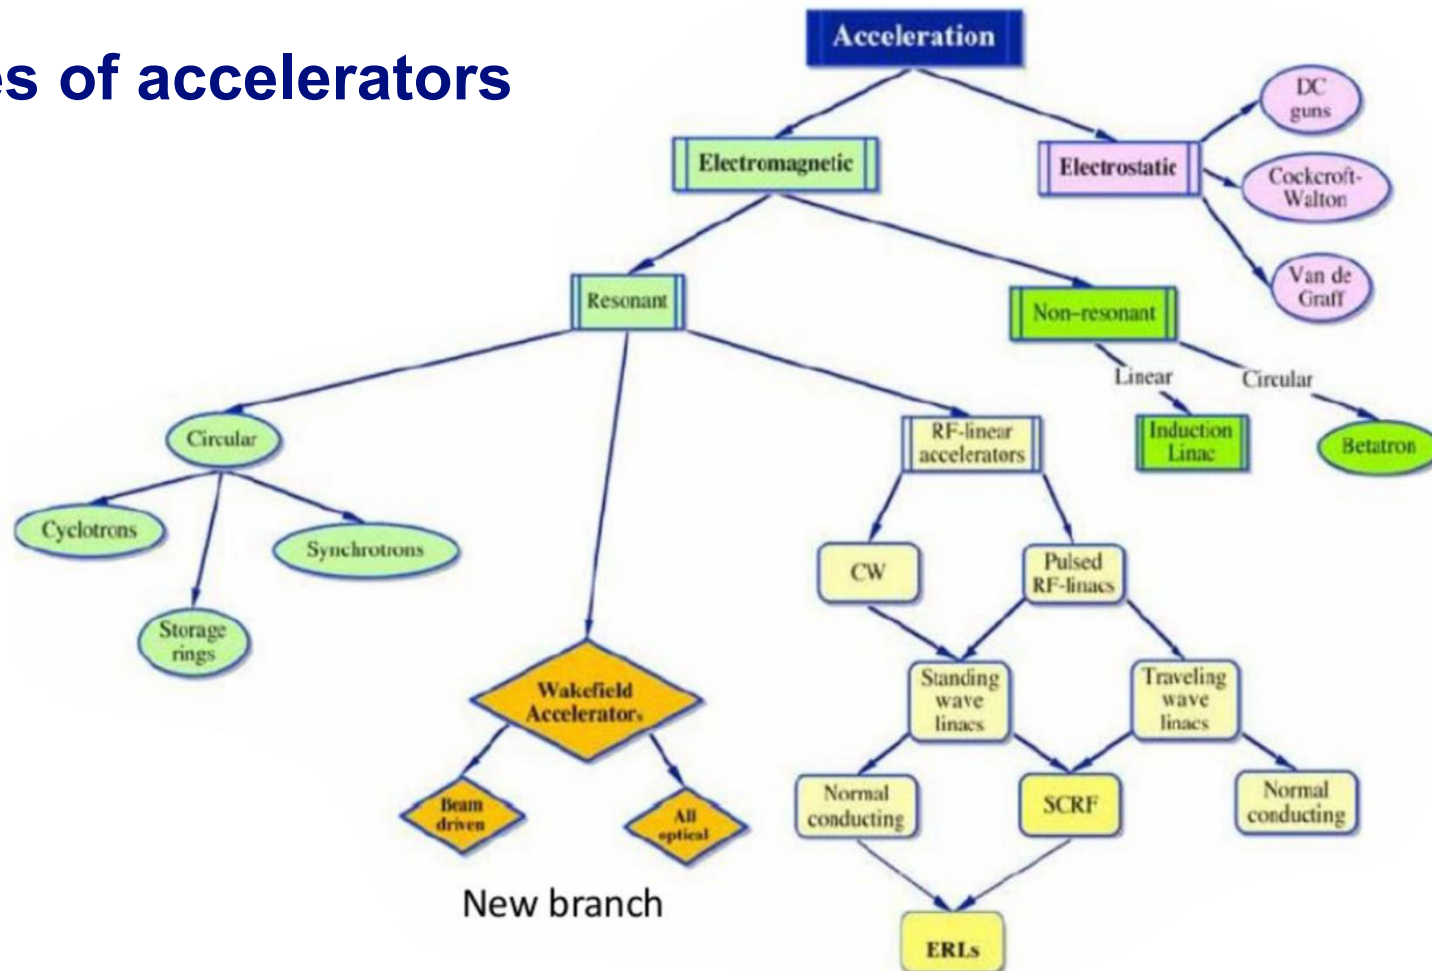 es of accelerators
Acceleration
DC
guns
Electromagnetic
Electrostatic
Cockcroft-
Walton
Van de
Graff
Resonant
Non-resonant
Linear
Circular
Circular
RF-linear
accelerators
Induction
Linac
Betatron
Cyclotrons
Synchrotrons
CW
Pulsed
RF-linacs
Storage
rings
Wakefield
Accelerators
Standing
wave
linacs
Traveling
wave
linacs
Beam
driven
All
optical
Normal
conducting
SCRF
Normal
conducting
New branch
ERLs